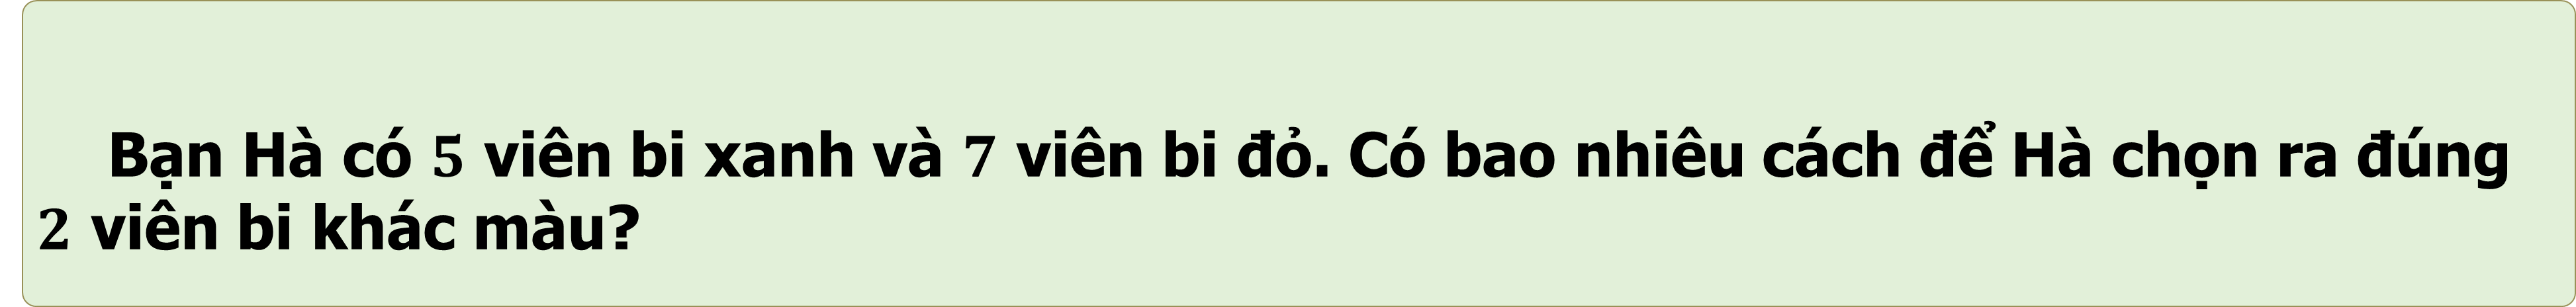 Bạn Hà có 5 viên bi xanh và 7 viên bi đỏ. Có bao nhiêu cách để Hà chọn ra đúng
2 viên bi khác màu?